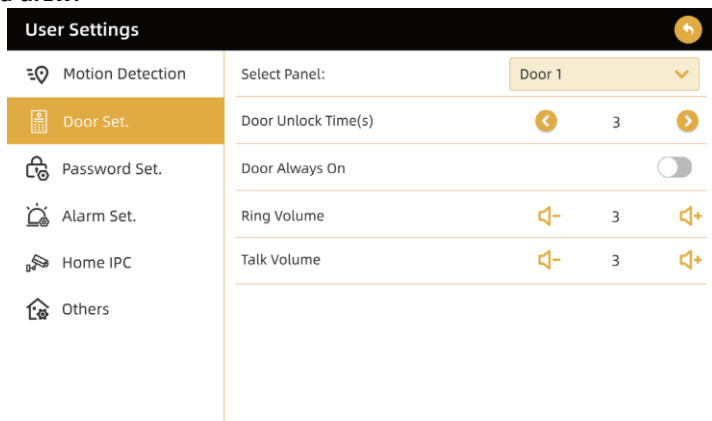 User Settings
Motion Detection
Door Set.
Password Set.
Alarm Set.
Home IPC
Others
Select Panel: Door 1
Door Unlock Time(s) 3
Door Always On
Ring Volume 3
Talk Volume 3